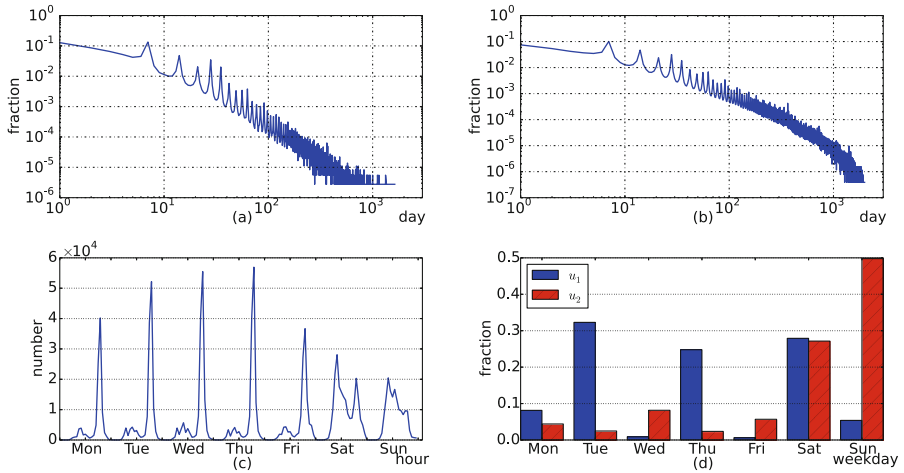 10^0
10^-1
10^-2
10^-3
10^-4
10^-5
10^-6
fraction
10^0
10^1
10^2
10^3
day
(a)
10^0
10^-1
10^-2
10^-3
10^-4
10^-5
10^-6
10^-7
fraction
10^0
10^1
10^2
10^3
day
(b)
×10^4
6
5
4
3
2
1
0
number
Mon Tue Wed Thu Fri Sat Sun
hour
(c)
0.5
0.4
0.3
0.2
0.1
0.0
fraction
u_1
u_2
Mon Tue Wed Thu Fri Sat Sun
weekday
(d)